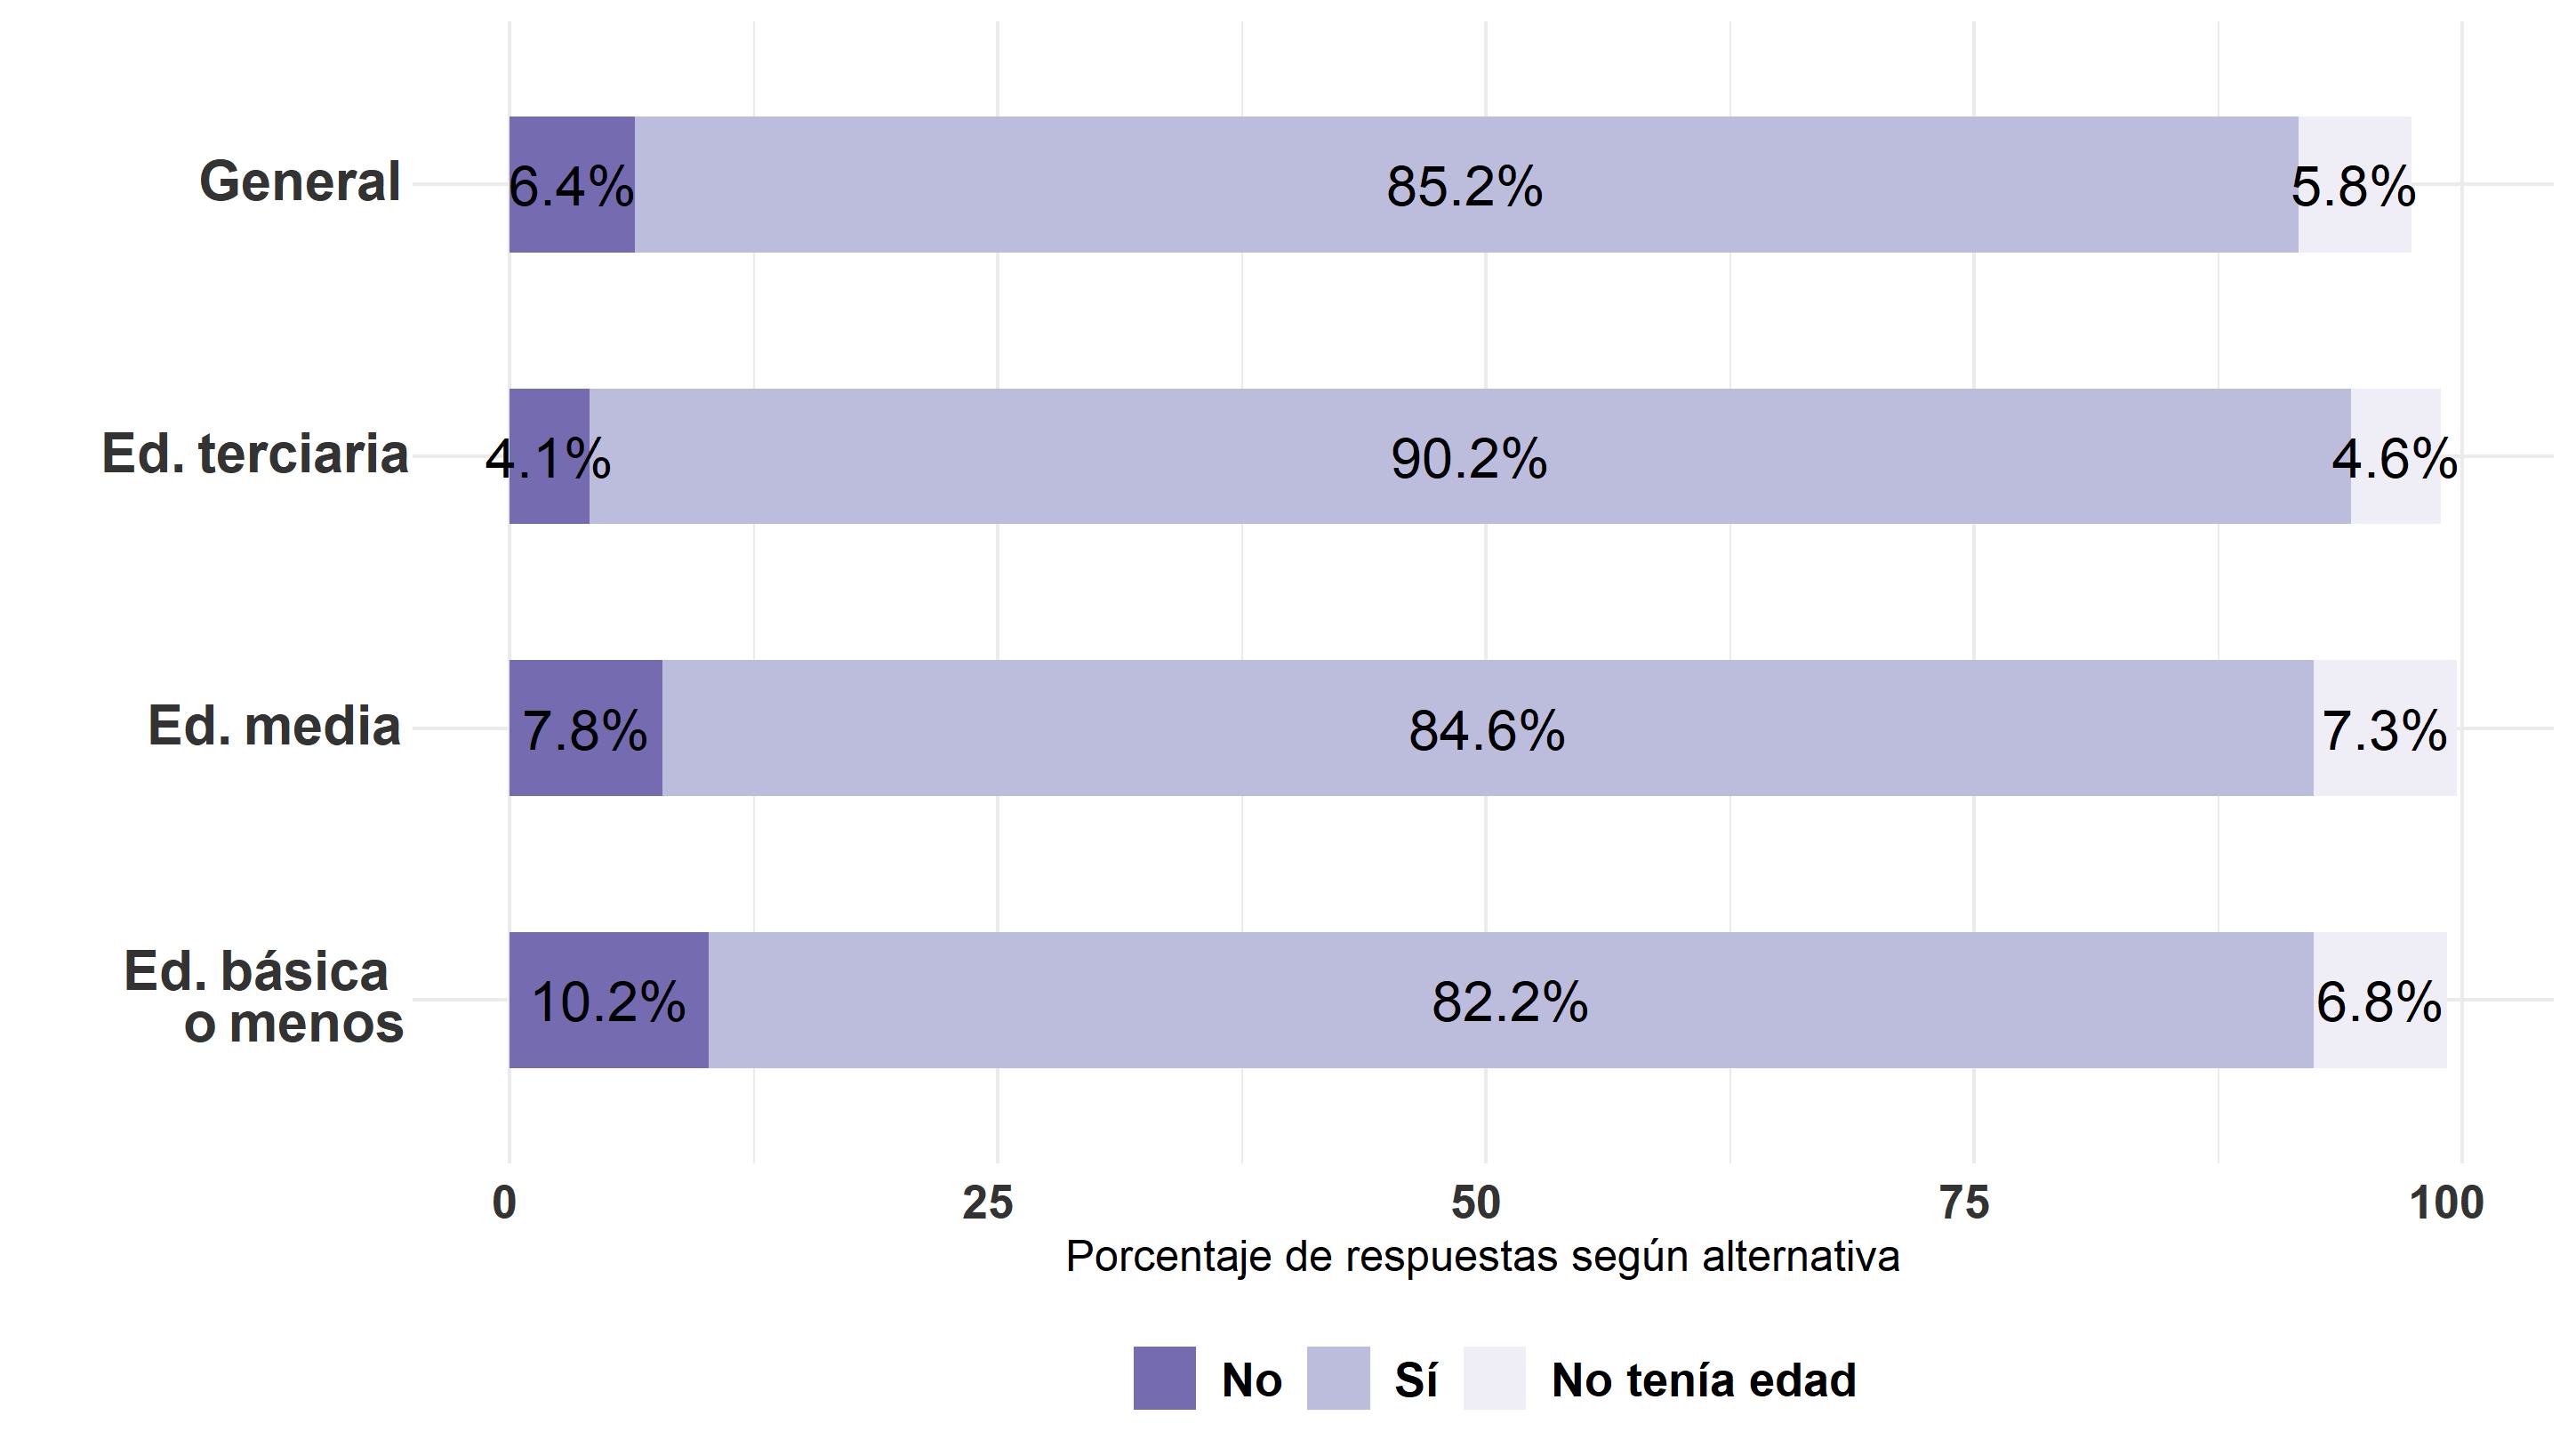 General
6.4%
85.2%
5.8%
Ed. terciaria
4.1%
90.2%
4.6%
Ed. media
7.8%
84.6%
7.3%
Ed. básica
o menos
10.2%
82.2%
6.8%
0
25
50
75
100
Porcentaje de respuestas según alternativa
No
Sí
No tenía edad